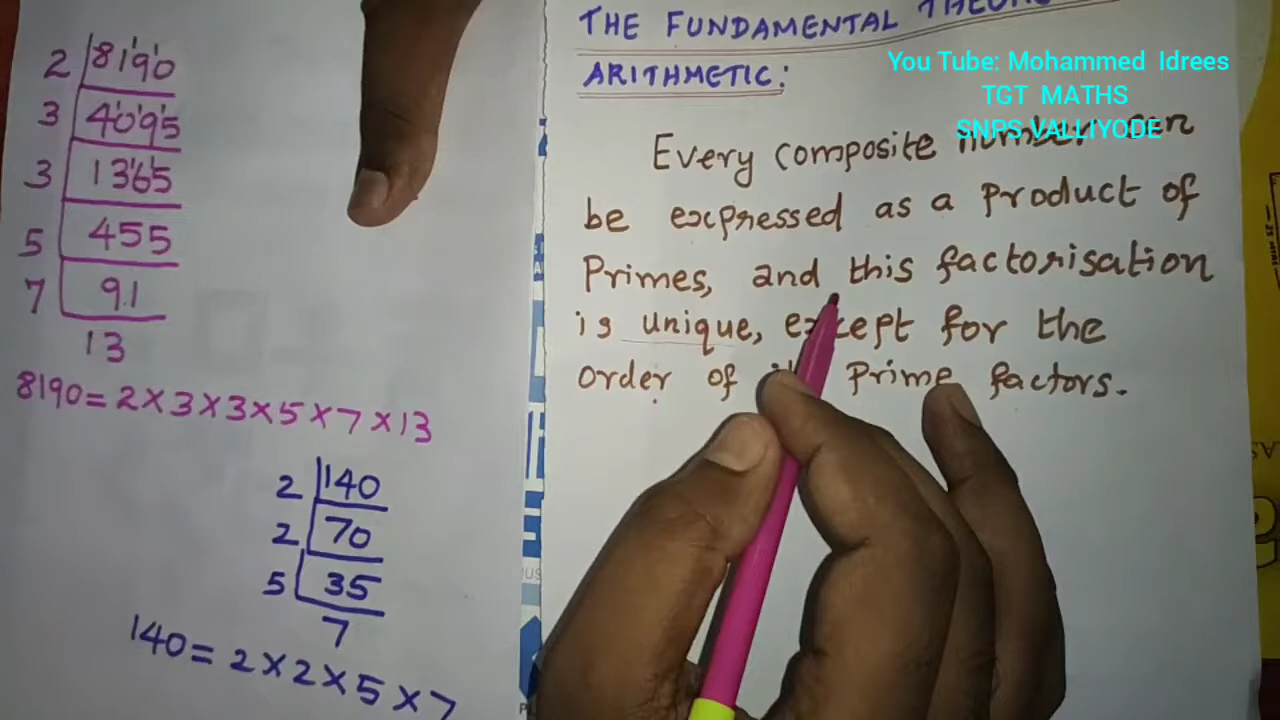 2 8190
3 4095
3 1365
5 455
7 91
13
8190 = 2 × 3 × 3 × 5 × 7 × 13
2 140
2 70
5 35
7
140 = 2 × 2 × 5 × 7
THE FUNDAMENTAL
ARITHMETIC:
Every composite number can
be expressed as a Product of
Primes, and this factorisation
is unique, except for the
order of Prime factors.
You Tube: Mohammed Idrees
TGT MATHS
SNPS VALLIYODE